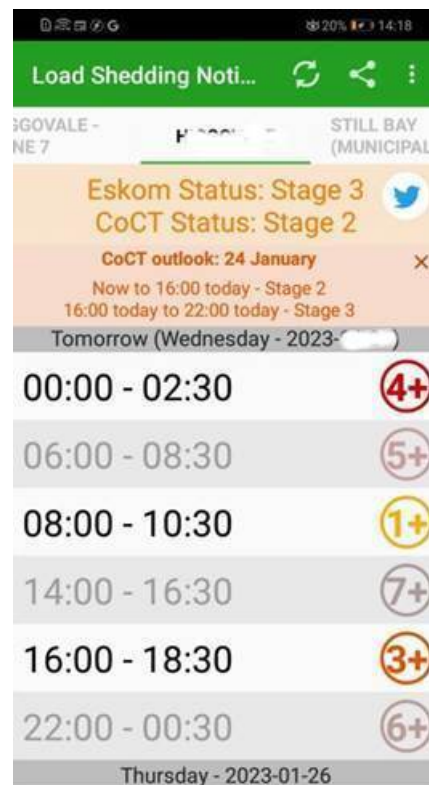 20% 14:18
Load Shedding Noti...
GGOVALE -
NE 7
STILL BAY
(MUNICIPAL
Eskom Status: Stage 3
CoCT Status: Stage 2
CoCT outlook: 24 January
Now to 16:00 today - Stage 2
16:00 today to 22:00 today - Stage 3
Tomorrow (Wednesday - 2023- )
00:00 - 02:30 4+
06:00 - 08:30 5+
08:00 - 10:30 1+
14:00 - 16:30 7+
16:00 - 18:30 3+
22:00 - 00:30 6+
Thursday - 2023-01-26